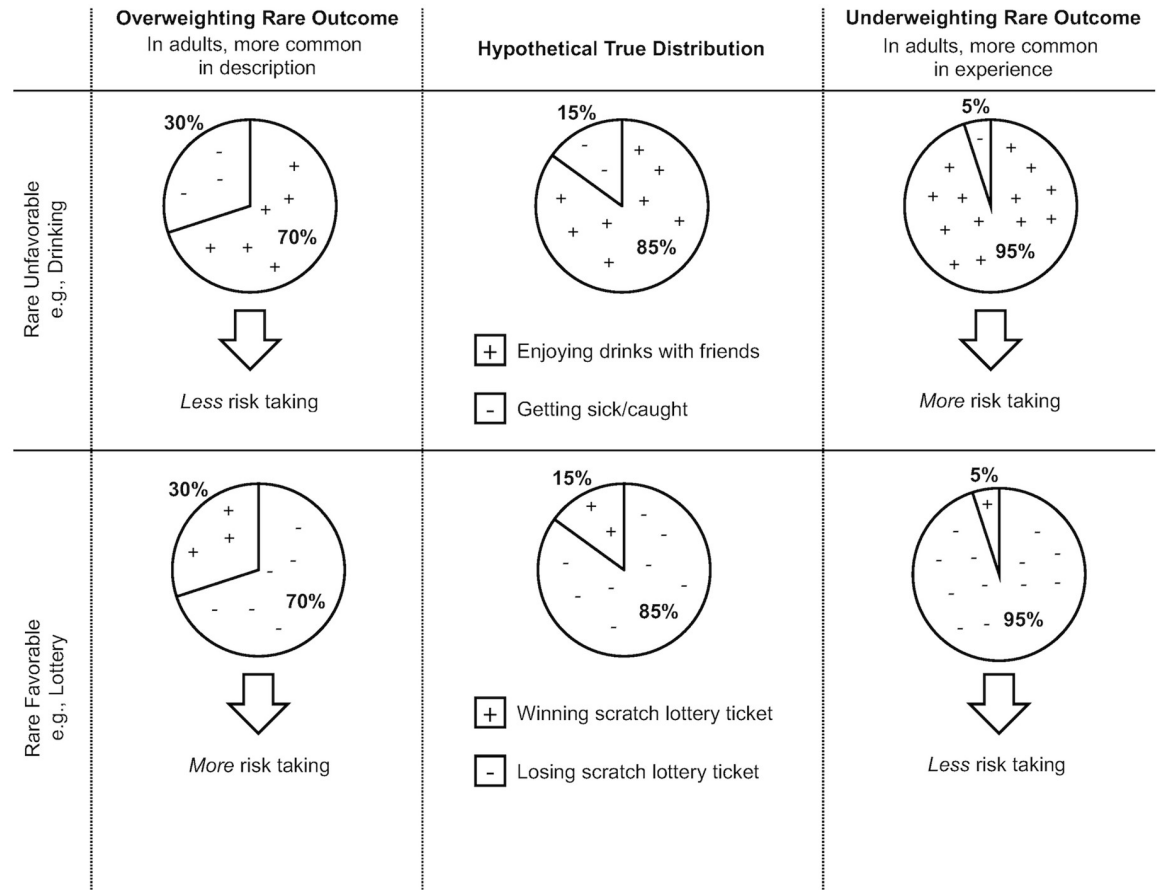 Overweighting Rare Outcome
In adults, more common
in description
Hypothetical True Distribution
Underweighting Rare Outcome
In adults, more common
in experience
Rare Unfavorable
e.g., Drinking
30%
70%
Less risk taking
15%
85%
+ Enjoying drinks with friends
- Getting sick/caught
5%
95%
More risk taking
Rare Favorable
e.g., Lottery
30%
70%
More risk taking
15%
85%
+ Winning scratch lottery ticket
- Losing scratch lottery ticket
5%
95%
Less risk taking